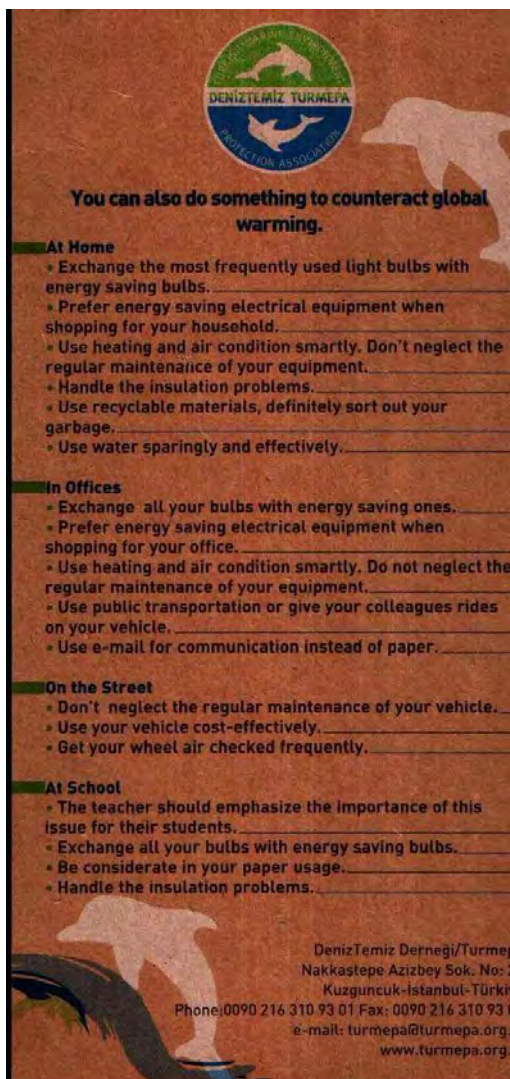 TURKISH MARINE ENVIRONMENT
DENİZTEMİZ TURMEPA
PROTECTION ASSOCIATION
You can also do something to counteract global
warming.
At Home
• Exchange the most frequently used light bulbs with
energy saving bulbs.
• Prefer energy saving electrical equipment when
shopping for your household.
• Use heating and air condition smartly. Don't neglect the
regular maintenance of your equipment.
• Handle the insulation problems.
• Use recyclable materials, definitely sort out your
garbage.
• Use water sparingly and effectively.
In Offices
• Exchange all your bulbs with energy saving ones.
• Prefer energy saving electrical equipment when
shopping for your office.
• Use heating and air condition smartly. Do not neglect the
regular maintenance of your equipment.
• Use public transportation or give your colleagues rides
on your vehicle.
• Use e-mail for communication instead of paper.
On the Street
• Don't neglect the regular maintenance of your vehicle.
• Use your vehicle cost-effectively.
• Get your wheel air checked frequently.
At School
• The teacher should emphasize the importance of this
issue for their students.
• Exchange all your bulbs with energy saving bulbs.
• Be considerate in your paper usage.
• Handle the insulation problems.
DenizTemiz Derneği/Turmep
Nakkaştepe Azizbey Sok. No:
Kuzguncuk-İstanbul-Türki
Phone:0090 216 310 93 01 Fax: 0090 216 310 93
e-mail: turmepa@turmepa.org.
www.turmepa.org.